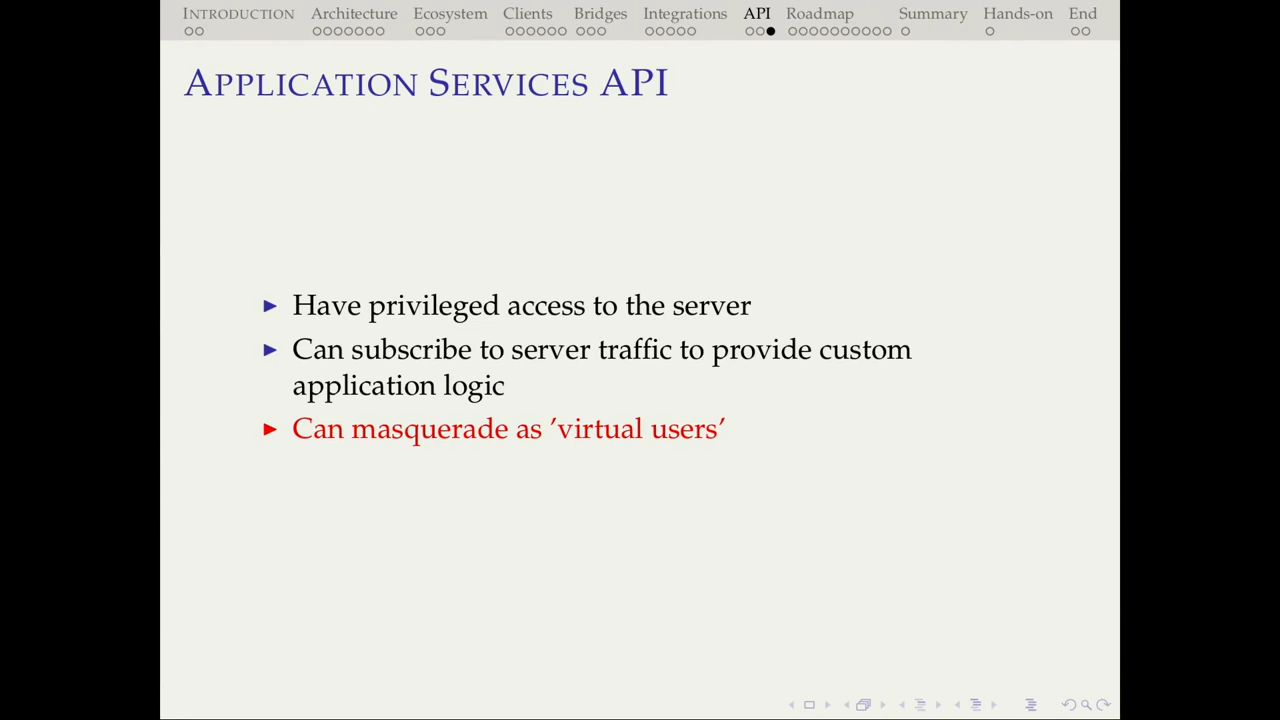 INTRODUCTION Architecture Ecosystem Clients Bridges Integrations API Roadmap Summary Hands-on End
APPLICATION SERVICES API
Have privileged access to the server
Can subscribe to server traffic to provide custom
application logic
Can masquerade as ’virtual users’